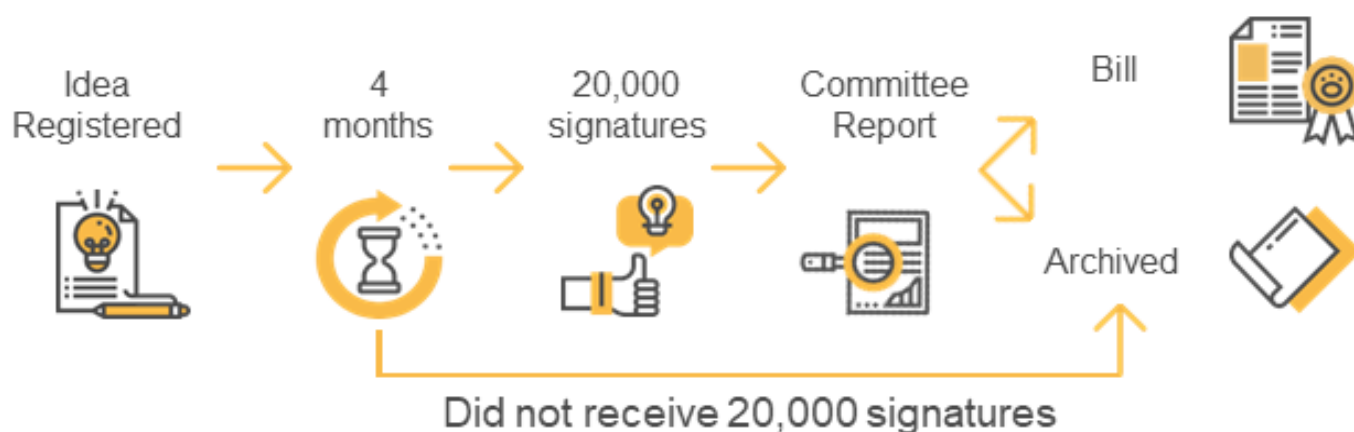 Idea
Registered
4
months
20,000
signatures
Committee
Report
Bill
Archived
Did not receive 20,000 signatures